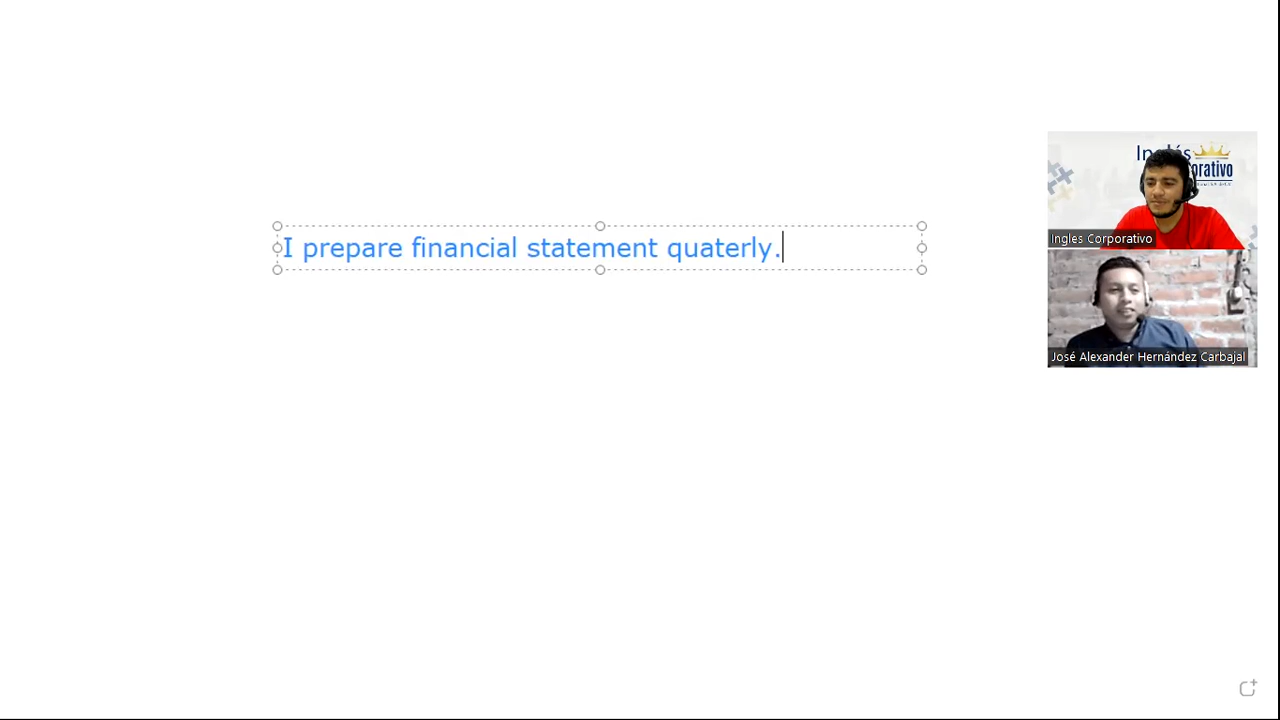 I prepare financial statement quaterly.
Ingles Corporativo
José Alexander Hernández Carbajal